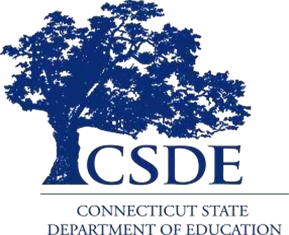 CSDE
CONNECTICUT STATE
DEPARTMENT OF EDUCATION